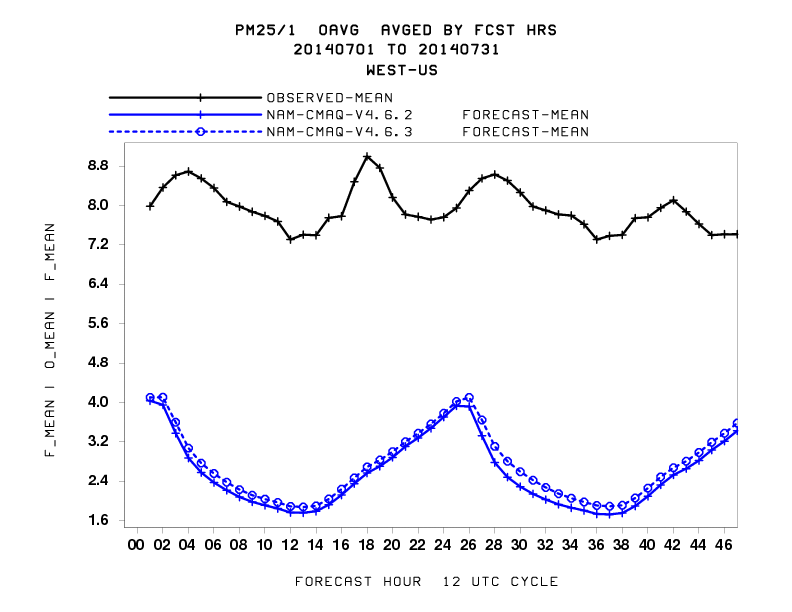 PM25/1 OAVG AVGED BY FCST HRS
20140701 TO 20140731
WEST-US
OBSERVED-MEAN
NAM-CMAQ-V4.6.2 FORECAST-MEAN
NAM-CMAQ-V4.6.3 FORECAST-MEAN
8.8
8.0
7.2
6.4
5.6
4.8
4.0
3.2
2.4
1.6
F_MEAN | O_MEAN | F_MEAN
00 02 04 06 08 10 12 14 16 18 20 22 24 26 28 30 32 34 36 38 40 42 44 46
FORECAST HOUR 12 UTC CYCLE